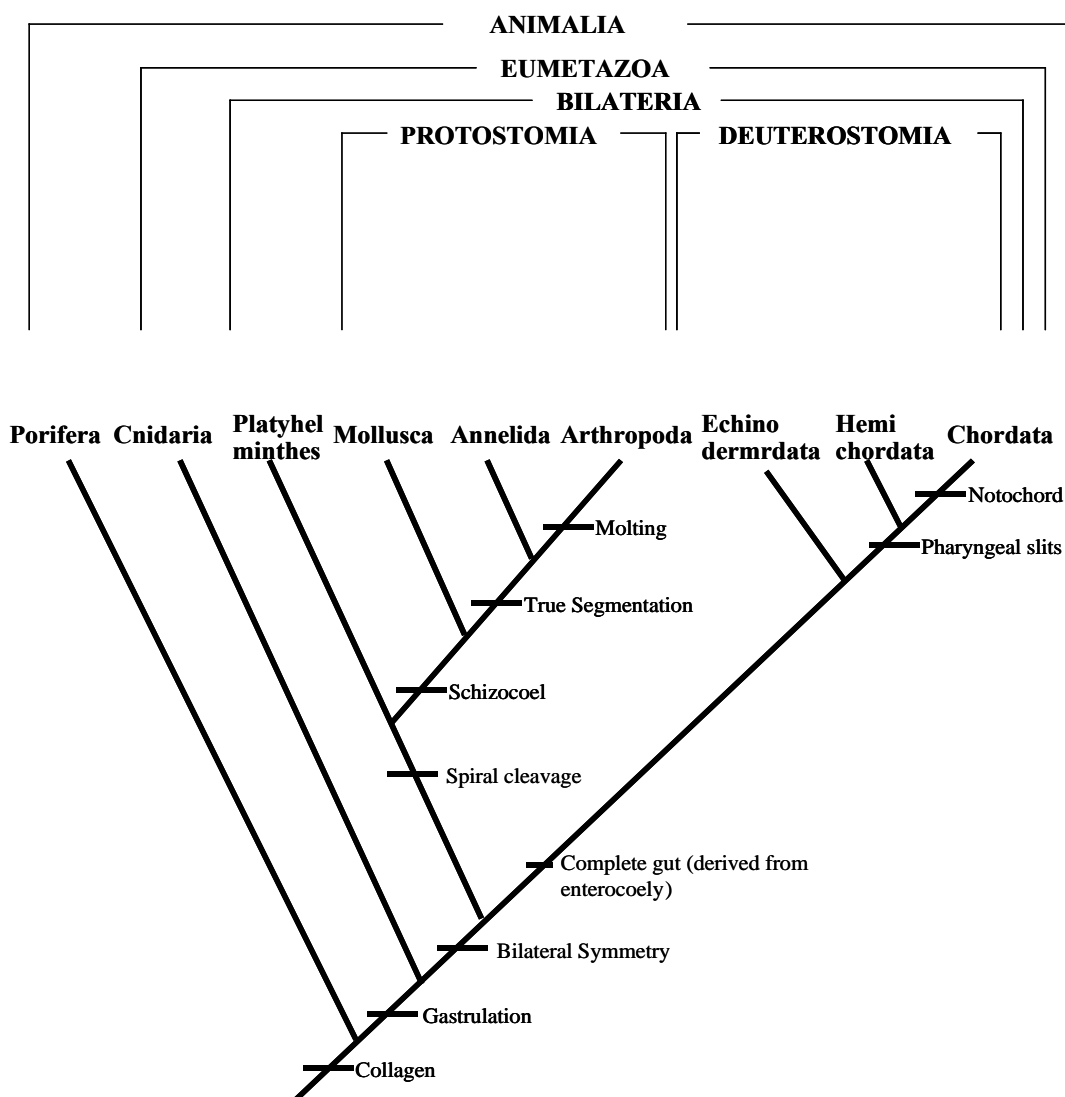 ANIMALIA
EUMETAZOA
BILATERIA
PROTOSTOMIA
DEUTEROSTOMIA
Porifera
Cnidaria
Platyhel
minthes
Mollusca
Annelida
Arthropoda
Echino
dermrdata
Hemi
chordata
Chordata
Notochord
Molting
Pharyngeal slits
True Segmentation
Schizocoel
Spiral cleavage
Complete gut (derived from
enterocoely)
Bilateral Symmetry
Gastrulation
Collagen